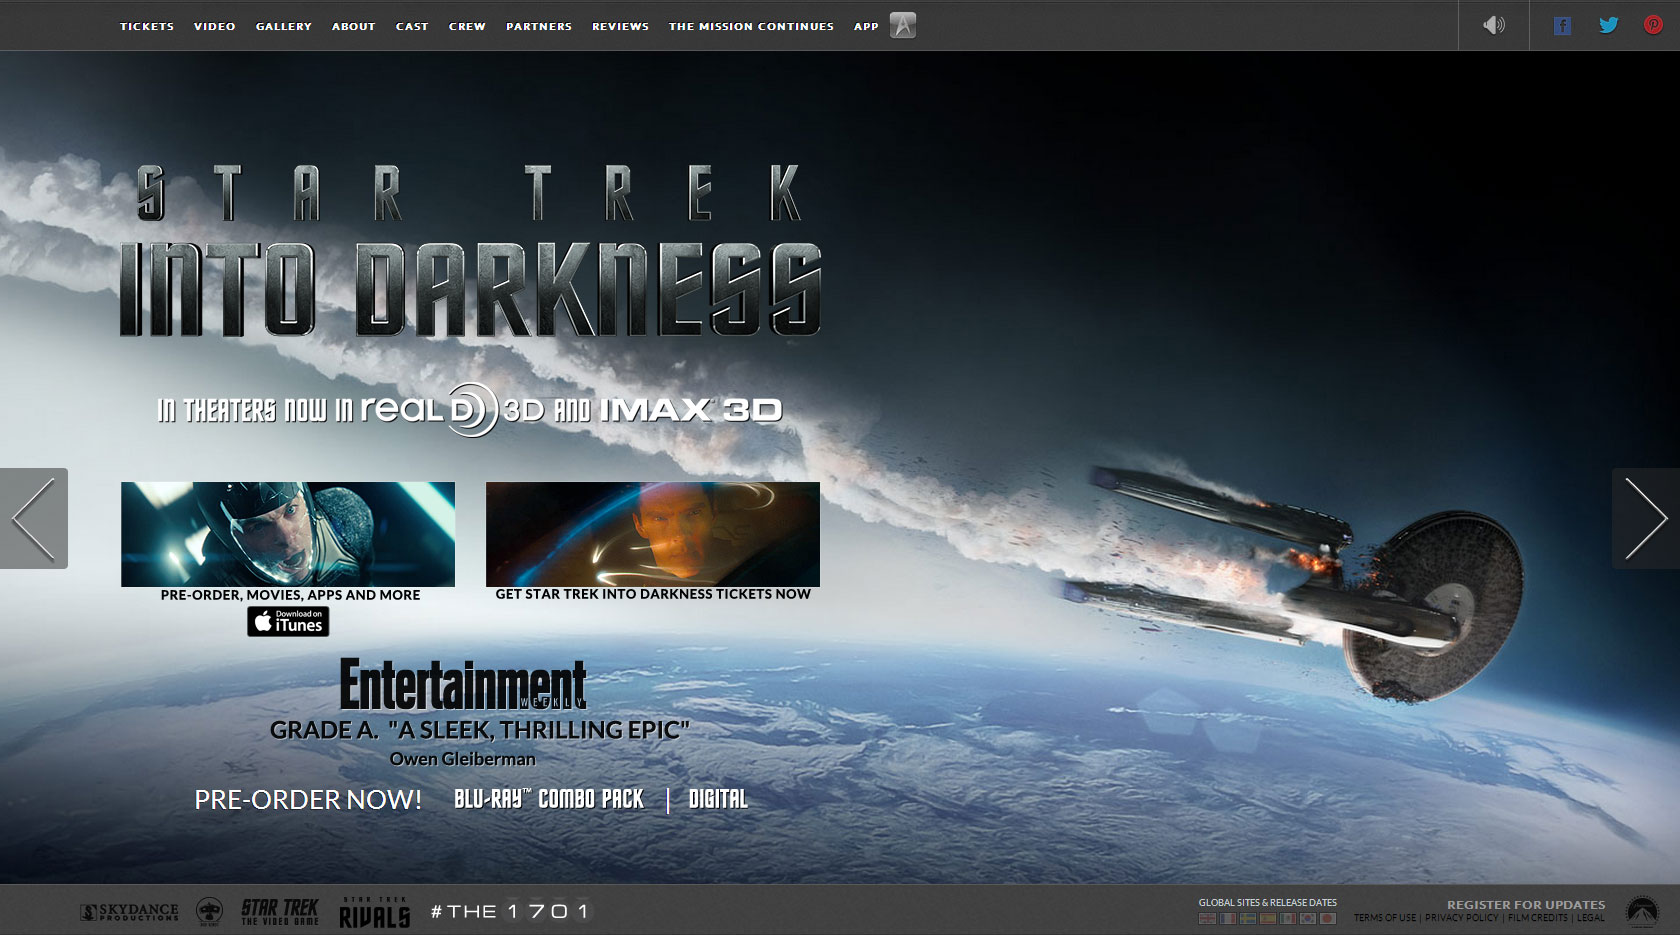 TICKETS VIDEO GALLERY ABOUT CAST CREW PARTNERS REVIEWS THE MISSION CONTINUES APP
STAR TREK
INTO DARKNESS
IN THEATERS NOW IN REAL D 3D AND IMAX 3D
PRE-ORDER, MOVIES, APPS AND MORE
Download on
iTunes
GET STAR TREK INTO DARKNESS TICKETS NOW
Entertainment
WEEKLY
GRADE A. "A SLEEK, THRILLING EPIC"
Owen Gleiberman
PRE-ORDER NOW! BLU-RAY™ COMBO PACK | DIGITAL
SKYDANCE
PRODUCTIONS
STAR TREK
THE VIDEO GAME
STAR TREK
RIVALS
#THE1701
GLOBAL SITES & RELEASE DATES
REGISTER FOR UPDATES
TERMS OF USE | PRIVACY POLICY | FILM CREDITS | LEGAL